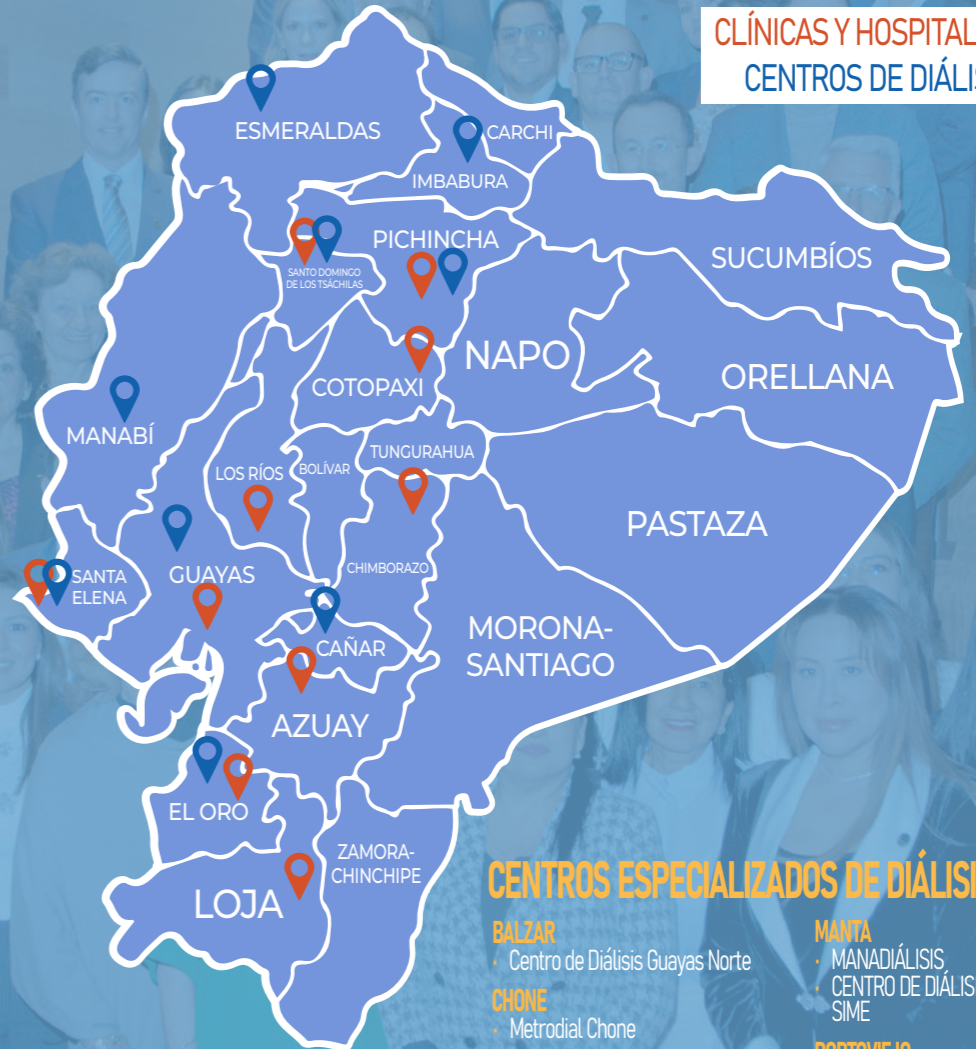 CLÍNICAS Y HOSPITAL
CENTROS DE DIÁLIS
ESMERALDAS
CARCHI
IMBABURA
PICHINCHA
SANTO DOMINGO
DE LOS TSÁCHILAS
SUCUMBÍOS
NAPO
ORELLANA
COTOPAXI
MANABÍ
TUNGURAHUA
LOS RÍOS
BOLÍVAR
PASTAZA
CHIMBORAZO
GUAYAS
SANTA
ELENA
MORONA-
SANTIAGO
CAÑAR
AZUAY
EL ORO
ZAMORA-
CHINCHIPE
LOJA
CENTROS ESPECIALIZADOS DE DIÁLISI
BALZAR
· Centro de Diálisis Guayas Norte
CHONE
· Metrodial Chone
MANTA
· MANADIÁLISIS
· CENTRO DE DIÁLIS
SIME
PORTOVIEJO